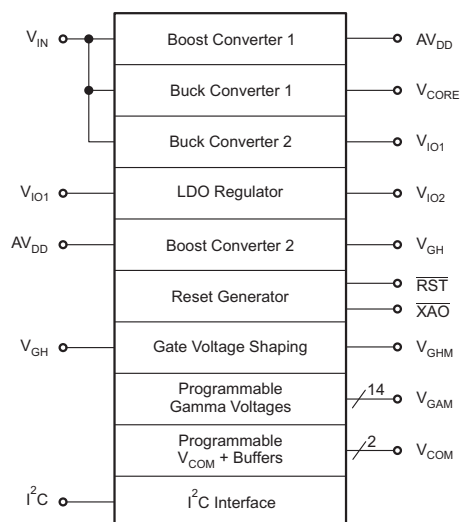 V_IN Boost Converter 1 AV_DD
Buck Converter 1 V_CORE
Buck Converter 2 V_IO1
V_IO1 LDO Regulator V_IO2
AV_DD Boost Converter 2 V_GH
Reset Generator R̅S̅T̅
X̅A̅O̅
V_GH Gate Voltage Shaping V_GHM
Programmable
Gamma Voltages 14 V_GAM
Programmable
V_COM + Buffers 2 V_COM
I²C I²C Interface